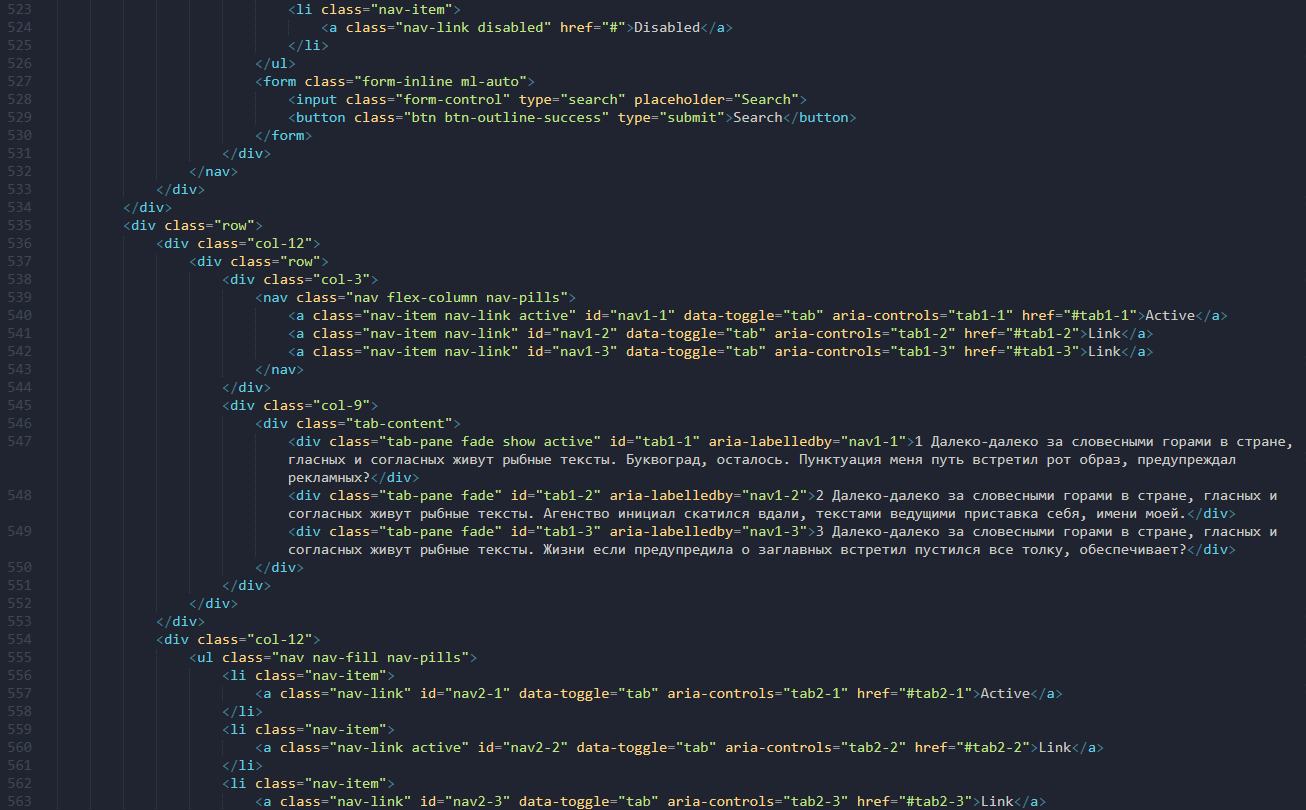 523 <li class="nav-item">
524 <a class="nav-link disabled" href="#">Disabled</a>
525 </li>
526 </ul>
527 <form class="form-inline ml-auto">
528 <input class="form-control" type="search" placeholder="Search">
529 <button class="btn btn-outline-success" type="submit">Search</button>
530 </form>
531 </div>
532 </nav>
533 </div>
534 </div>
535 <div class="row">
536 <div class="col-12">
537 <div class="row">
538 <div class="col-3">
539 <nav class="nav flex-column nav-pills">
540 <a class="nav-item nav-link active" id="nav1-1" data-toggle="tab" aria-controls="tab1-1" href="#tab1-1">Active</a>
541 <a class="nav-item nav-link" id="nav1-2" data-toggle="tab" aria-controls="tab1-2" href="#tab1-2">Link</a>
542 <a class="nav-item nav-link" id="nav1-3" data-toggle="tab" aria-controls="tab1-3" href="#tab1-3">Link</a>
543 </nav>
544 </div>
545 <div class="col-9">
546 <div class="tab-content">
547 <div class="tab-pane fade show active" id="tab1-1" aria-labelledby="nav1-1">1 Далеко-далеко за словесными горами в стране,
гласных и согласных живут рыбные тексты. Буквоград, осталось. Пунктуация меня путь встретил рот образ, предупреждал
рекламных?</div>
548 <div class="tab-pane fade" id="tab1-2" aria-labelledby="nav1-2">2 Далеко-далеко за словесными горами в стране, гласных и
согласных живут рыбные тексты. Агенство инициал скатился вдали, текстами ведущими приставка себя, имени моей.</div>
549 <div class="tab-pane fade" id="tab1-3" aria-labelledby="nav1-3">3 Далеко-далеко за словесными горами в стране, гласных и
согласных живут рыбные тексты. Жизни если предупредила о заглавных встретил пустился все толку, обеспечивает?</div>
550 </div>
551 </div>
552 </div>
553 </div>
554 <div class="col-12">
555 <ul class="nav nav-fill nav-pills">
556 <li class="nav-item">
557 <a class="nav-link" id="nav2-1" data-toggle="tab" aria-controls="tab2-1" href="#tab2-1">Active</a>
558 </li>
559 <li class="nav-item">
560 <a class="nav-link active" id="nav2-2" data-toggle="tab" aria-controls="tab2-2" href="#tab2-2">Link</a>
561 </li>
562 <li class="nav-item">
563 <a class="nav-link" id="nav2-3" data-toggle="tab" aria-controls="tab2-3" href="#tab2-3">Link</a>